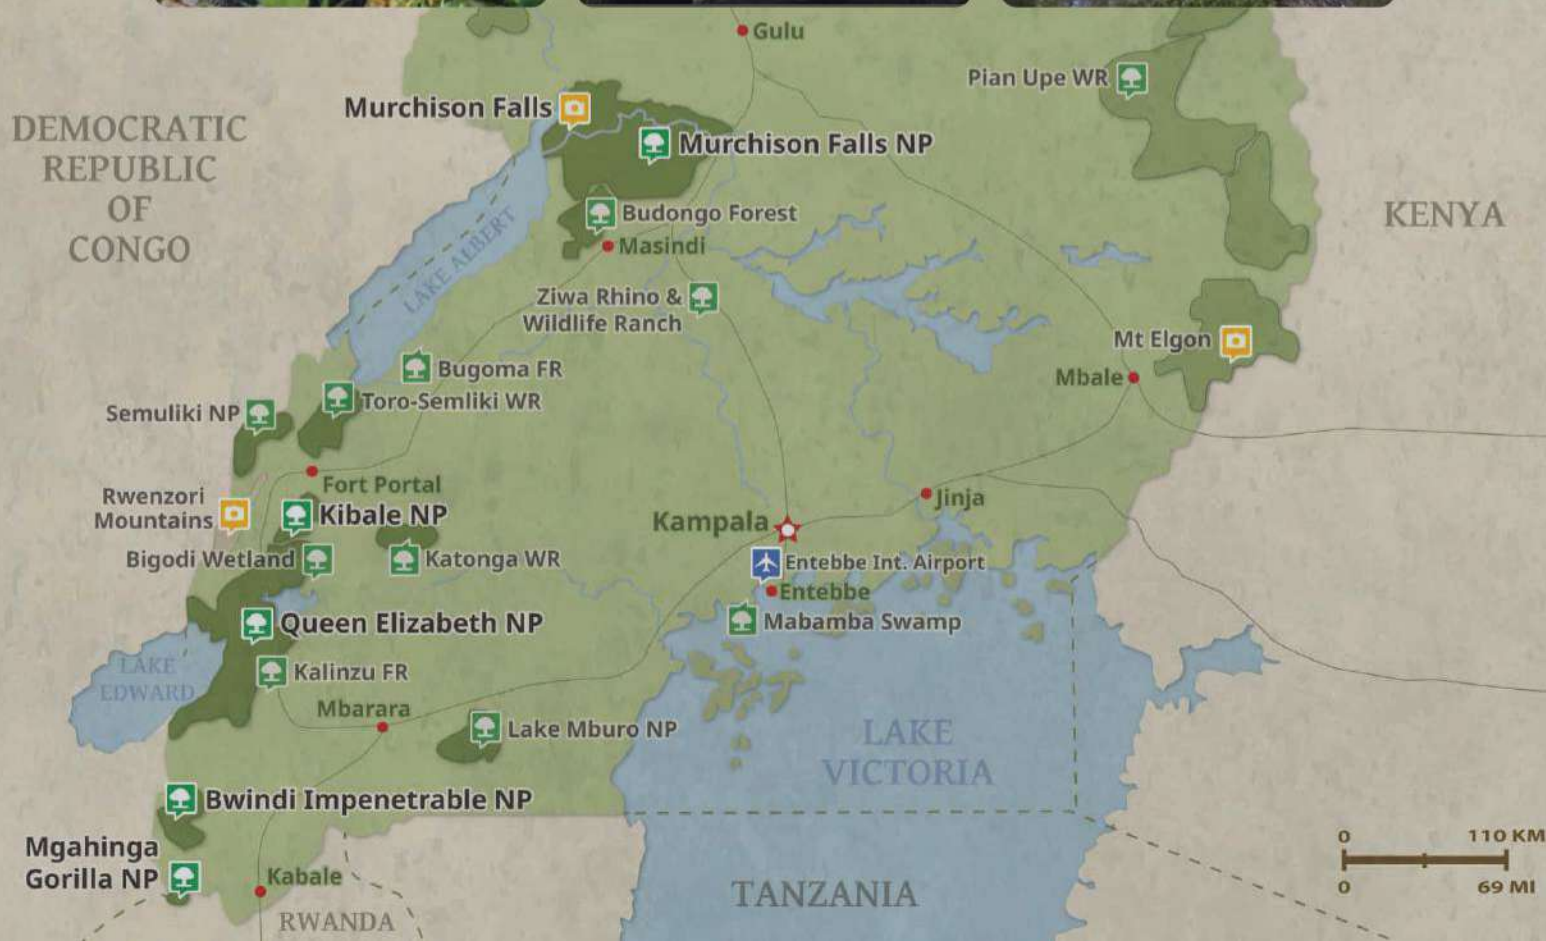 Gulu
Pian Upe WR
Murchison Falls
DEMOCRATIC
REPUBLIC
OF
CONGO
Murchison Falls NP
KENYA
Budongo Forest
Masindi
LAKE ALBERT
Ziwa Rhino &
Wildlife Ranch
Mt Elgon
Bugoma FR
Mbale
Toro-Semliki WR
Semuliki NP
Fort Portal
Rwenzori
Mountains
Kibale NP
Jinja
Kampala
Bigodi Wetland
Katonga WR
Entebbe Int. Airport
Entebbe
Queen Elizabeth NP
Mabamba Swamp
LAKE
EDWARD
Kalinzu FR
Mbarara
Lake Mburo NP
LAKE
VICTORIA
Bwindi Impenetrable NP
Mgahinga
Gorilla NP
0 110 KM
0 69 MI
Kabale
TANZANIA
RWANDA